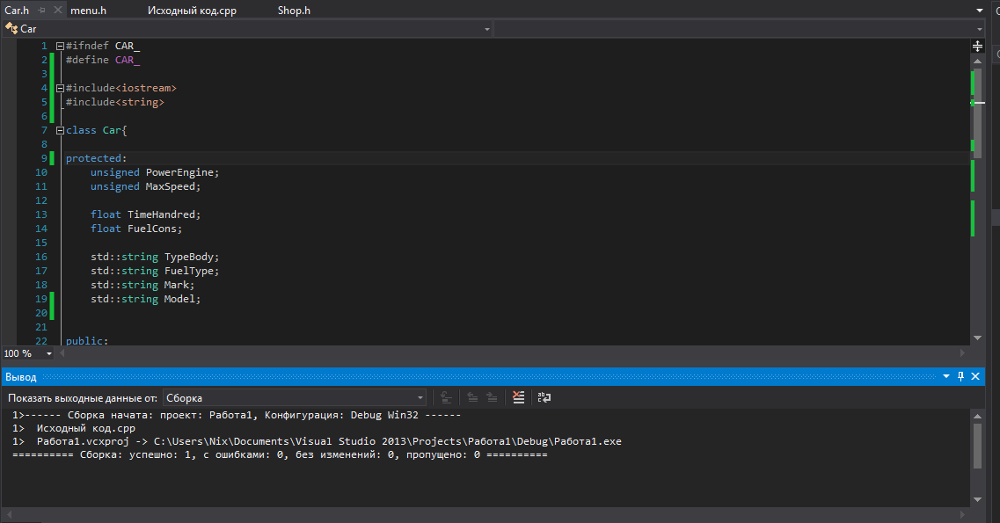 Car.h menu.h Исходный код.cpp Shop.h
Car
1 #ifndef CAR_
2 #define CAR_
3
4 #include<iostream>
5 #include<string>
6
7 class Car{
8
9 protected:
10 unsigned PowerEngine;
11 unsigned MaxSpeed;
12
13 float TimeHandred;
14 float FuelCons;
15
16 std::string TypeBody;
17 std::string FuelType;
18 std::string Mark;
19 std::string Model;
20
21
22 public:
100 %
Вывод
Показать выходные данные от: Сборка
1>------ Сборка начата: проект: Работа1, Конфигурация: Debug Win32 ------
1> Исходный код.cpp
1> Работа1.vcxproj -> C:\Users\Nix\Documents\Visual Studio 2013\Projects\Работа1\Debug\Работа1.exe
========== Сборка: успешно: 1, с ошибками: 0, без изменений: 0, пропущено: 0 ==========